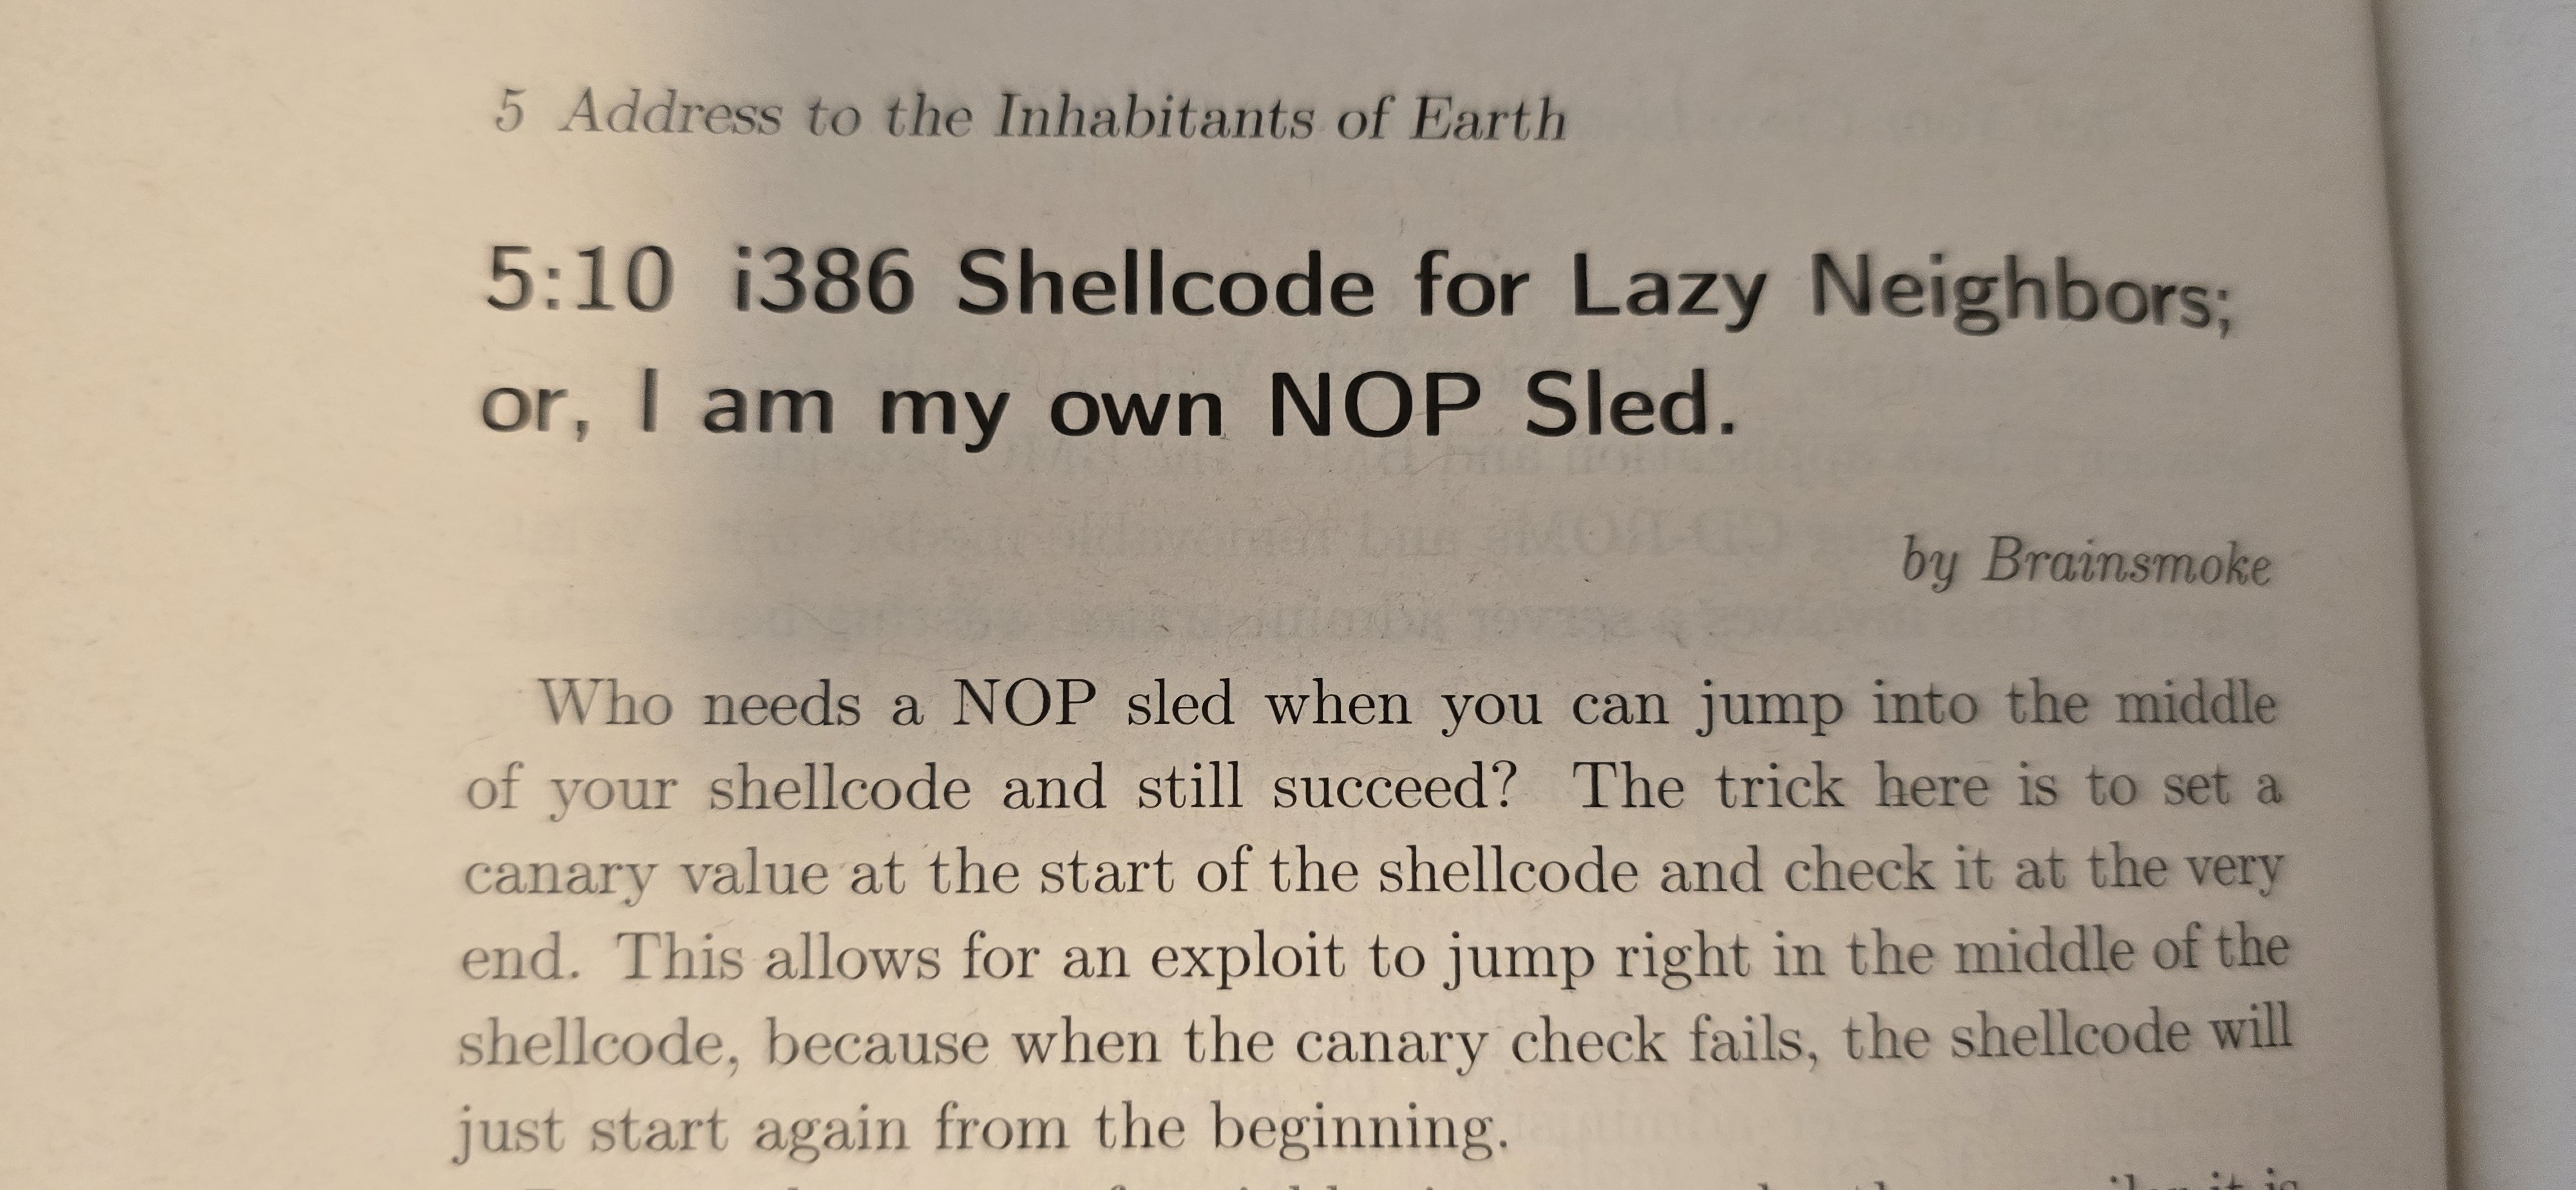 5 Address to the Inhabitants of Earth
5:10 i386 Shellcode for Lazy Neighbors;
or, I am my own NOP Sled.
by Brainsmoke
Who needs a NOP sled when you can jump into the middle
of your shellcode and still succeed? The trick here is to set a
canary value at the start of the shellcode and check it at the very
end. This allows for an exploit to jump right in the middle of the
shellcode, because when the canary check fails, the shellcode will
just start again from the beginning.